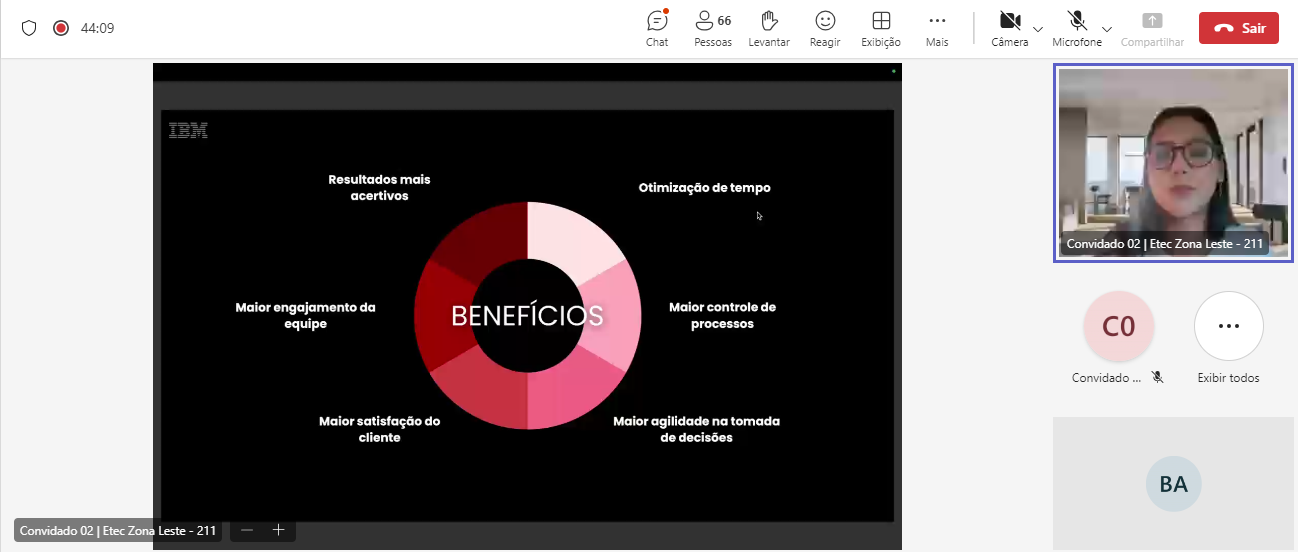 44:09
Chat
66
Pessoas
Levantar
Reagir
Exibição
Mais
Câmera
Microfone
Compartilhar
Sair
IBM
Resultados mais
acertivos
Otimização de tempo
Maior engajamento da
equipe
BENEFÍCIOS
Maior controle de
processos
Maior satisfação do
cliente
Maior agilidade na tomada
de decisões
Convidado 02 | Etec Zona Leste - 211
Convidado 02 | Etec Zona Leste - 211
C0
Convidado ...
Exibir todos
BA